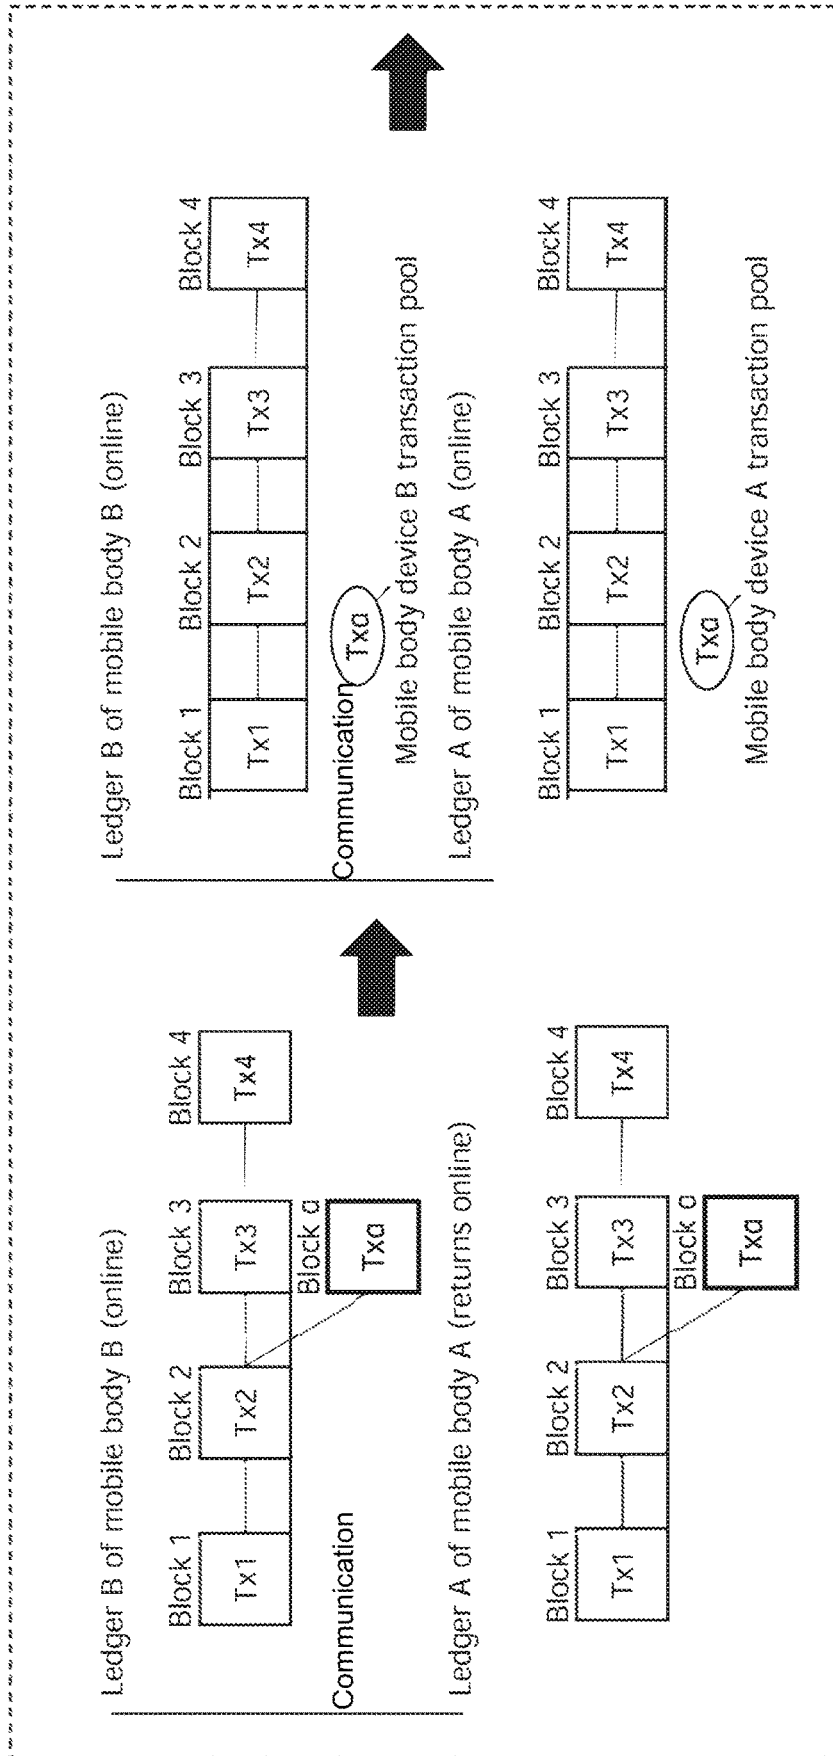 Ledger B of mobile body B (online)
Block 1 Block 2 Block 3 Block 4
Tx1 Tx2 Tx3 Tx4
Block a
Txa
Communication
Ledger A of mobile body A (returns online)
Block 1 Block 2 Block 3 Block 4
Tx1 Tx2 Tx3 Tx4
Block a
Txa
Ledger B of mobile body B (online)
Block 1 Block 2 Block 3 Block 4
Tx1 Tx2 Tx3 Tx4
Communication
Txa
Mobile body device B transaction pool
Ledger A of mobile body A (online)
Block 1 Block 2 Block 3 Block 4
Tx1 Tx2 Tx3 Tx4
Txa
Mobile body device A transaction pool